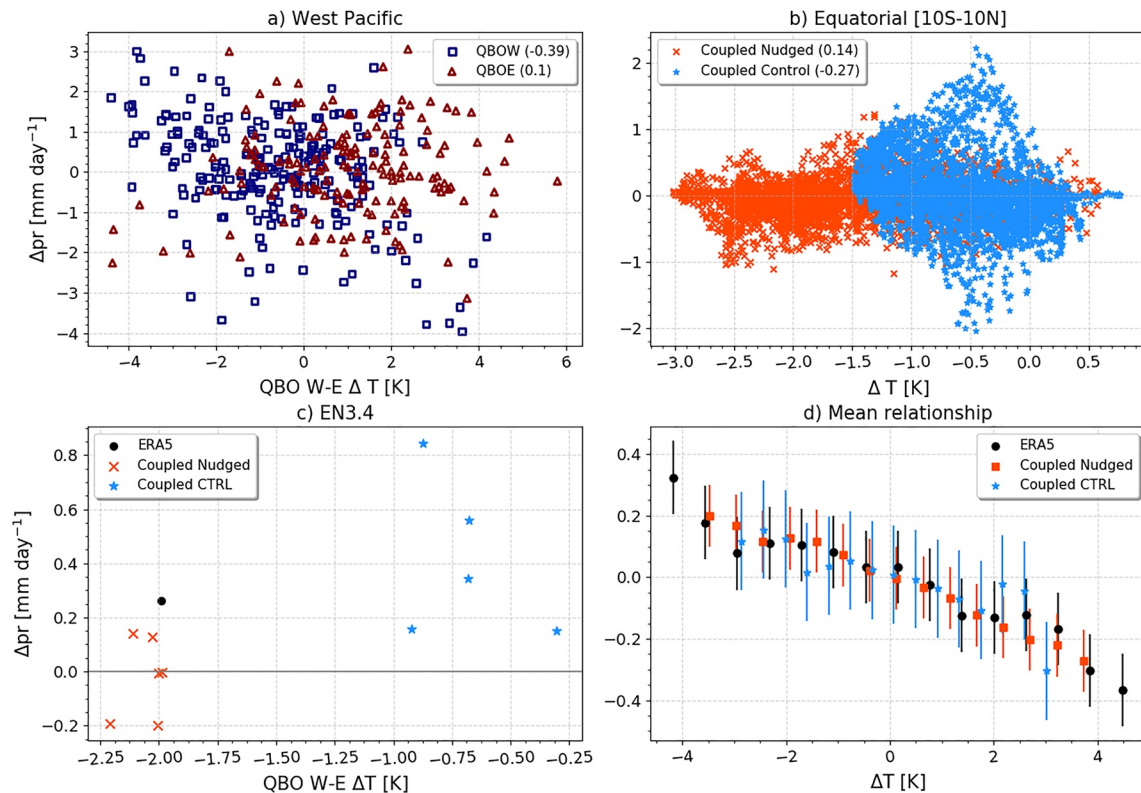 a) West Pacific
QBOW (-0.39)
QBOE (0.1)
3
2
1
0
−1
−2
−3
−4
Δpr [mm day⁻¹]
−4
−2
0
2
4
6
QBO W-E Δ T [K]
b) Equatorial [10S-10N]
Coupled Nudged (0.14)
Coupled Control (-0.27)
2
1
0
−1
−2
−3.0
−2.5
−2.0
−1.5
−1.0
−0.5
0.0
0.5
Δ T [K]
c) EN3.4
ERA5
Coupled Nudged
Coupled CTRL
0.8
0.6
0.4
0.2
0.0
−0.2
Δpr [mm day⁻¹]
−2.25
−2.00
−1.75
−1.50
−1.25
−1.00
−0.75
−0.50
−0.25
QBO W-E ΔT [K]
d) Mean relationship
ERA5
Coupled Nudged
Coupled CTRL
0.4
0.2
0.0
−0.2
−0.4
−4
−2
0
2
4
ΔT [K]